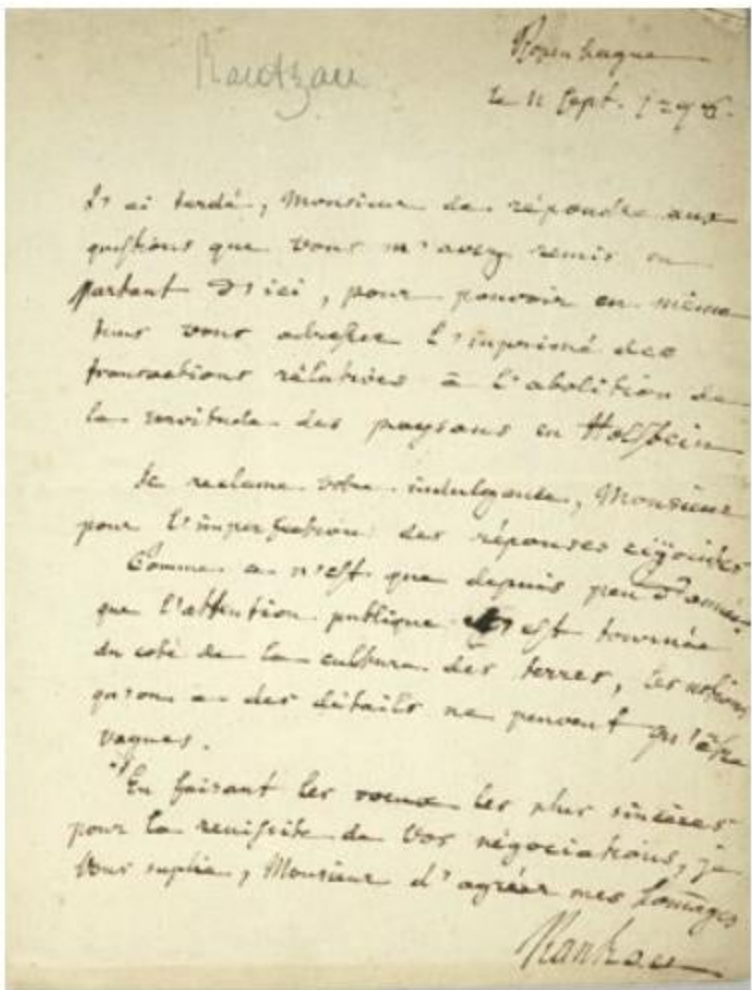 Rantzau
Kopenhague
le 11 Sept. 1796.
J'ai tardé, Monsieur de répondre aux
questions que vous m'avez remis en
partant d'ici, pour pouvoir en même
tems vous adresser l'imprimé des
transactions rélatives à l'abolition de
la servitude des paysans en Holstein
Je reclame votre indulgence, Monsieur
pour l'imperfection des réponses
Comme ce n'est que depuis peu d'années
que l'attention publique s'est tournée
du coté de la culture des terres, les notions
qu'on a des détails ne peuvent qu'être
vagues.
En faisant les voeux les plus sincères
pour la reussite de vos négociations, je
vous suplie, Monsieur d'agréer mes homages
Rantzau